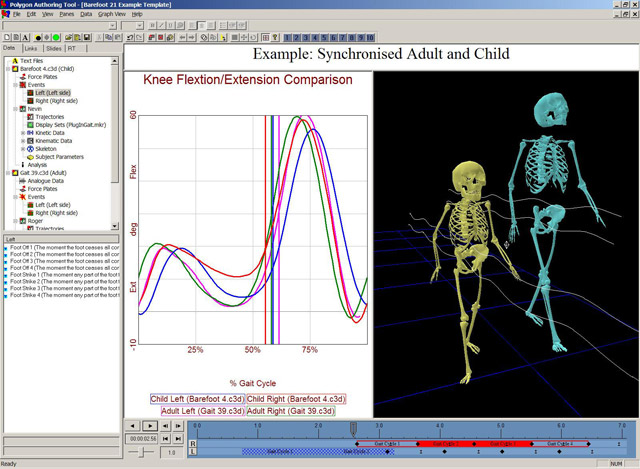 Polygon Authoring Tool - [Barefoot 21 Example Template]
File View Panes Data Graph View Help
A 1 2 3 4 5 6 7 8 9 10
Data Links Slides RT
Example: Synchronised Adult and Child
Text Files
Barefoot 4.c3d (Child)
Force Plates
Events
Left (Left side)
Right (Right side)
Nevin
Trajectories
Display Sets (PlugInGait.mkr)
Kinetic Data
Kinematic Data
Skeleton
Subject Parameters
Analysis
Gait 39.c3d (Adult)
Analogue Data
Force Plates
Events
Left (Left side)
Right (Right side)
Roger
Trajectories
Left
Foot Off 1 (The moment the foot ceases all cor
Foot Off 2 (The moment the foot ceases all cor
Foot Off 3 (The moment the foot ceases all cor
Foot Off 4 (The moment the foot ceases all cor
Foot Strike 1 (The moment any part of the foot t
Foot Strike 2 (The moment any part of the foot t
Foot Strike 3 (The moment any part of the foot t
Foot Strike 4 (The moment any part of the foot t
Knee Flextion/Extension Comparison
60
Flex
deg
Ext
-10
25% 50% 75%
% Gait Cycle
Child Left (Barefoot 4.c3d) Child Right (Barefoot 4.c3d)
Adult Left (Gait 39.c3d) Adult Right (Gait 39.c3d)
00:00:02:56
1.0
0.0 1.0 2.0 3.0 4.0 5.0 6.0 7.0
R Gait Cycle 1 Gait Cycle 4
L Gait Cycle 1
Ready
NUM